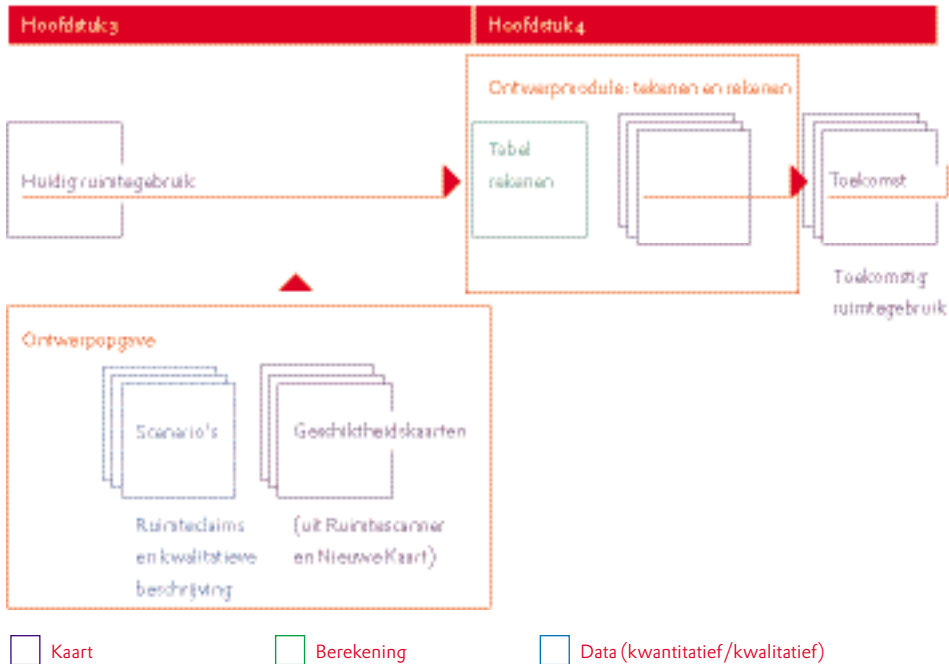 Hoofdstuk 3
Hoofdstuk 4
Ontwerpmodule: tekenen en rekenen
Huidig ruimtegebruik
Tabel
rekenen
Toekomst
Toekomstig
ruimtegebruik
Ontwerpopgave
Scenario's
Geschiktheidskaarten
Ruimteclaims
en kwalitatieve
beschrijving
(uit Ruimtescanner
en Nieuwe Kaart)
Kaart
Berekening
Data (kwantitatief/kwalitatief)